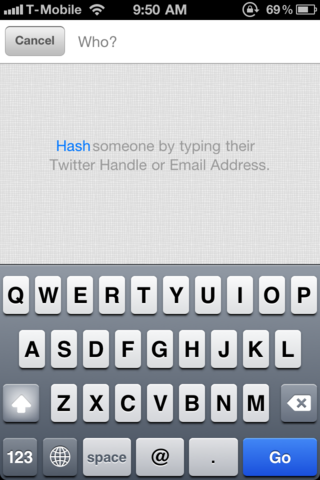 T-Mobile 9:50 AM 69%
Cancel Who?
Hash someone by typing their
Twitter Handle or Email Address.
Q W E R T Y U I O P
A S D F G H J K L
Z X C V B N M
123 space @ . Go